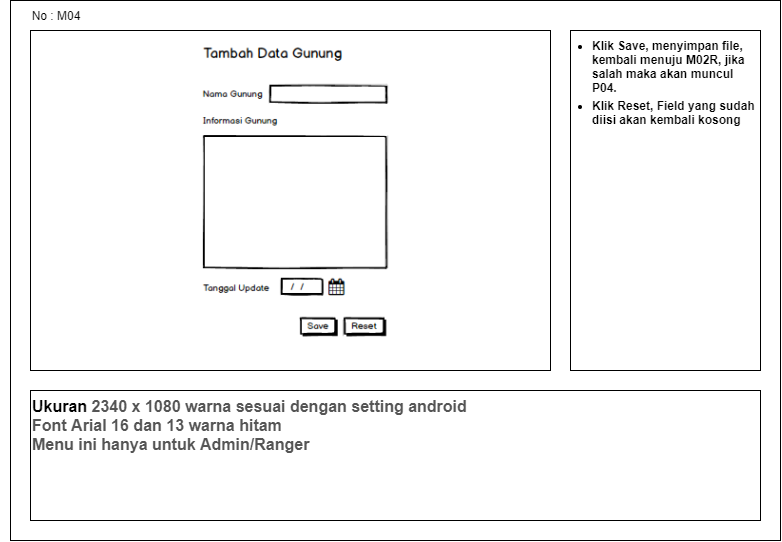 No : M04
Tambah Data Gunung
Nama Gunung
Informasi Gunung
Tanggal Update / /
Save Reset
• Klik Save, menyimpan file,
kembali menuju M02R, jika
salah maka akan muncul
P04.
• Klik Reset, Field yang sudah
diisi akan kembali kosong
Ukuran 2340 x 1080 warna sesuai dengan setting android
Font Arial 16 dan 13 warna hitam
Menu ini hanya untuk Admin/Ranger